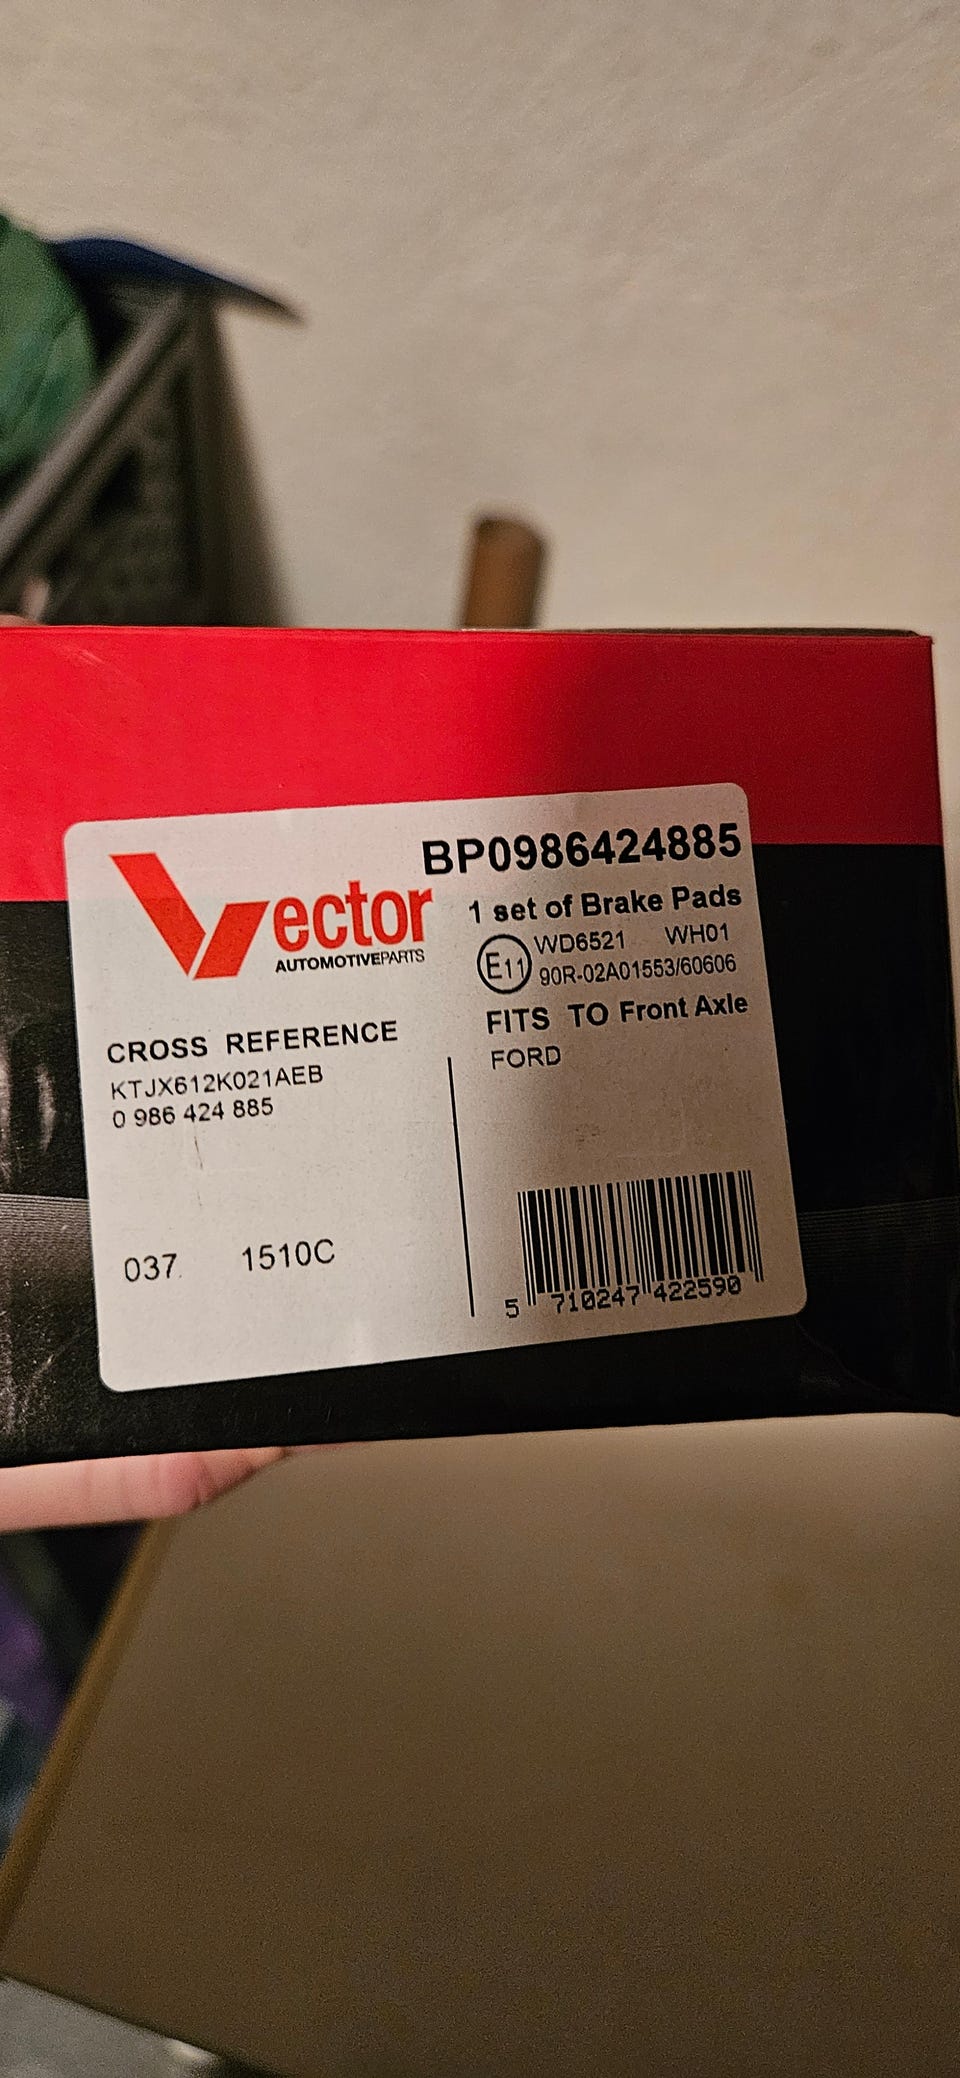 Vector
AUTOMOTIVEPARTS
BP0986424885
1 set of Brake Pads
E11
WD6521 WH01
90R-02A01553/60606
FITS TO Front Axle
FORD
CROSS REFERENCE
KTJX612K021AEB
0 986 424 885
037 1510C
5 710247 422590